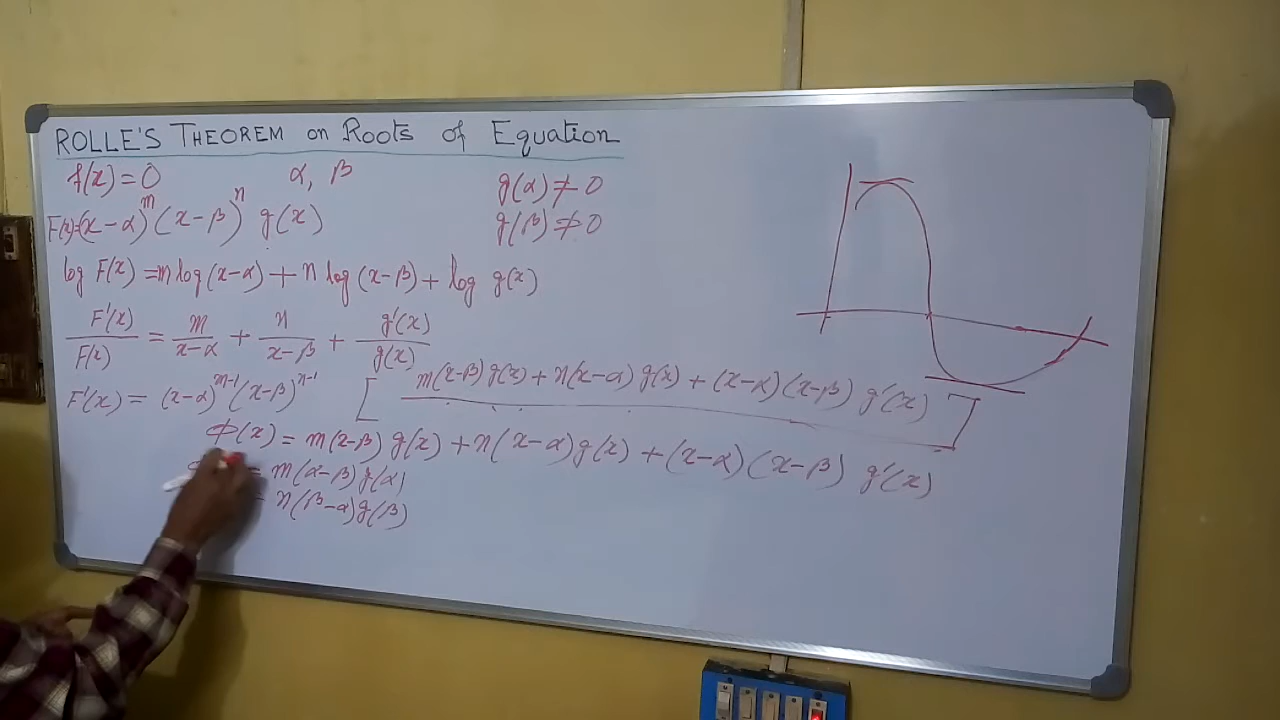 ROLLE'S THEOREM on Roots of Equation
f(x) = 0 α, β g(α) ≠ 0
F(x)=(x-α)^m (x-β)^n g(x) g(β) ≠ 0
log F(x) = m log(x-α) + n log(x-β) + log g(x)
F'(x)/F(x) = m/(x-α) + n/(x-β) + g'(x)/g(x)
F'(x) = (x-α)^(m-1) (x-β)^(n-1) [ m(x-β) g(x) + n(x-α) g(x) + (x-α)(x-β) g'(x) ]
Φ(x) = m(x-β) g(x) + n(x-α) g(x) + (x-α)(x-β) g'(x)
= m(α-β) g(α)
= n(β-α) g(β)